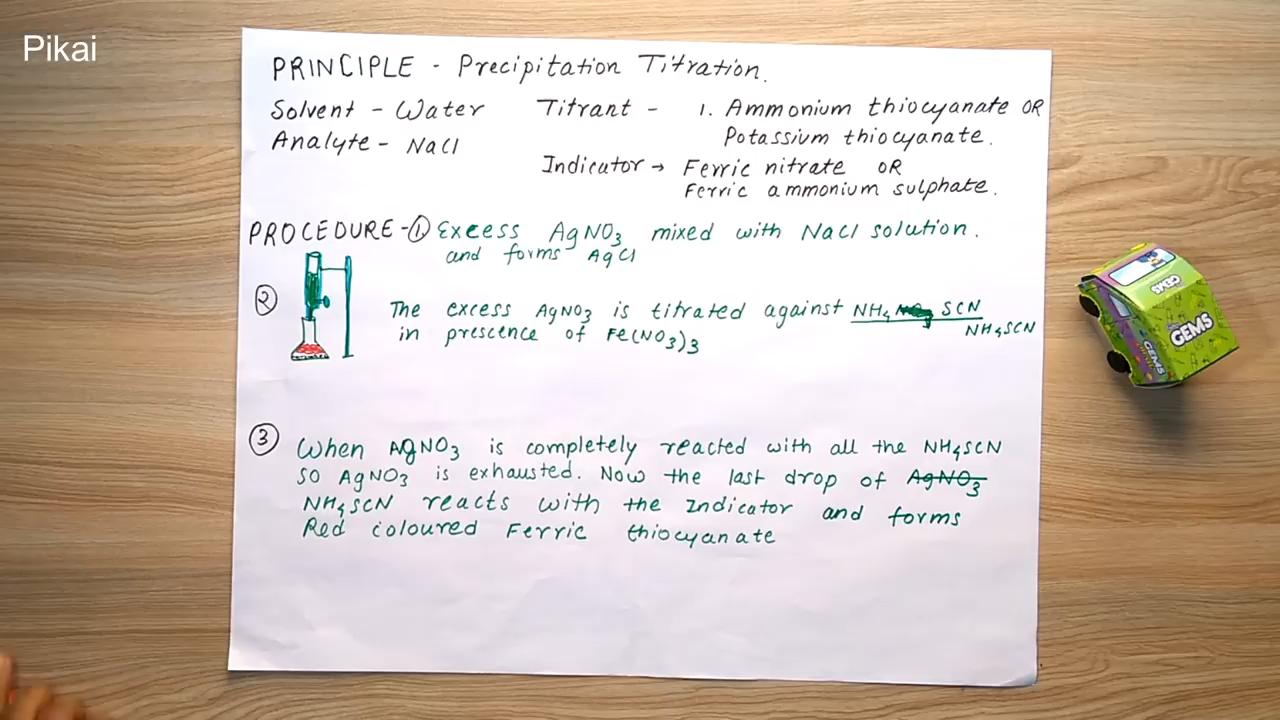 Pikai
PRINCIPLE - Precipitation Titration.
Solvent - Water
Analyte - NaCl
Titrant - 1. Ammonium thiocyanate OR
Potassium thiocyanate.
Indicator → Ferric nitrate OR
Ferric ammonium sulphate.
PROCEDURE - ① Excess AgNO3 mixed with NaCl solution.
and forms AgCl
②
The excess AgNO3 is titrated against NH4 SCN
NH4SCN
in prescence of Fe(NO3)3
③ When AgNO3 is completely reacted with all the NH4SCN
so AgNO3 is exhausted. Now the last drop of AgNO3
NH4SCN reacts with the Indicator and forms
Red coloured Ferric thiocyanate
GEMS
GEMS
GEMS